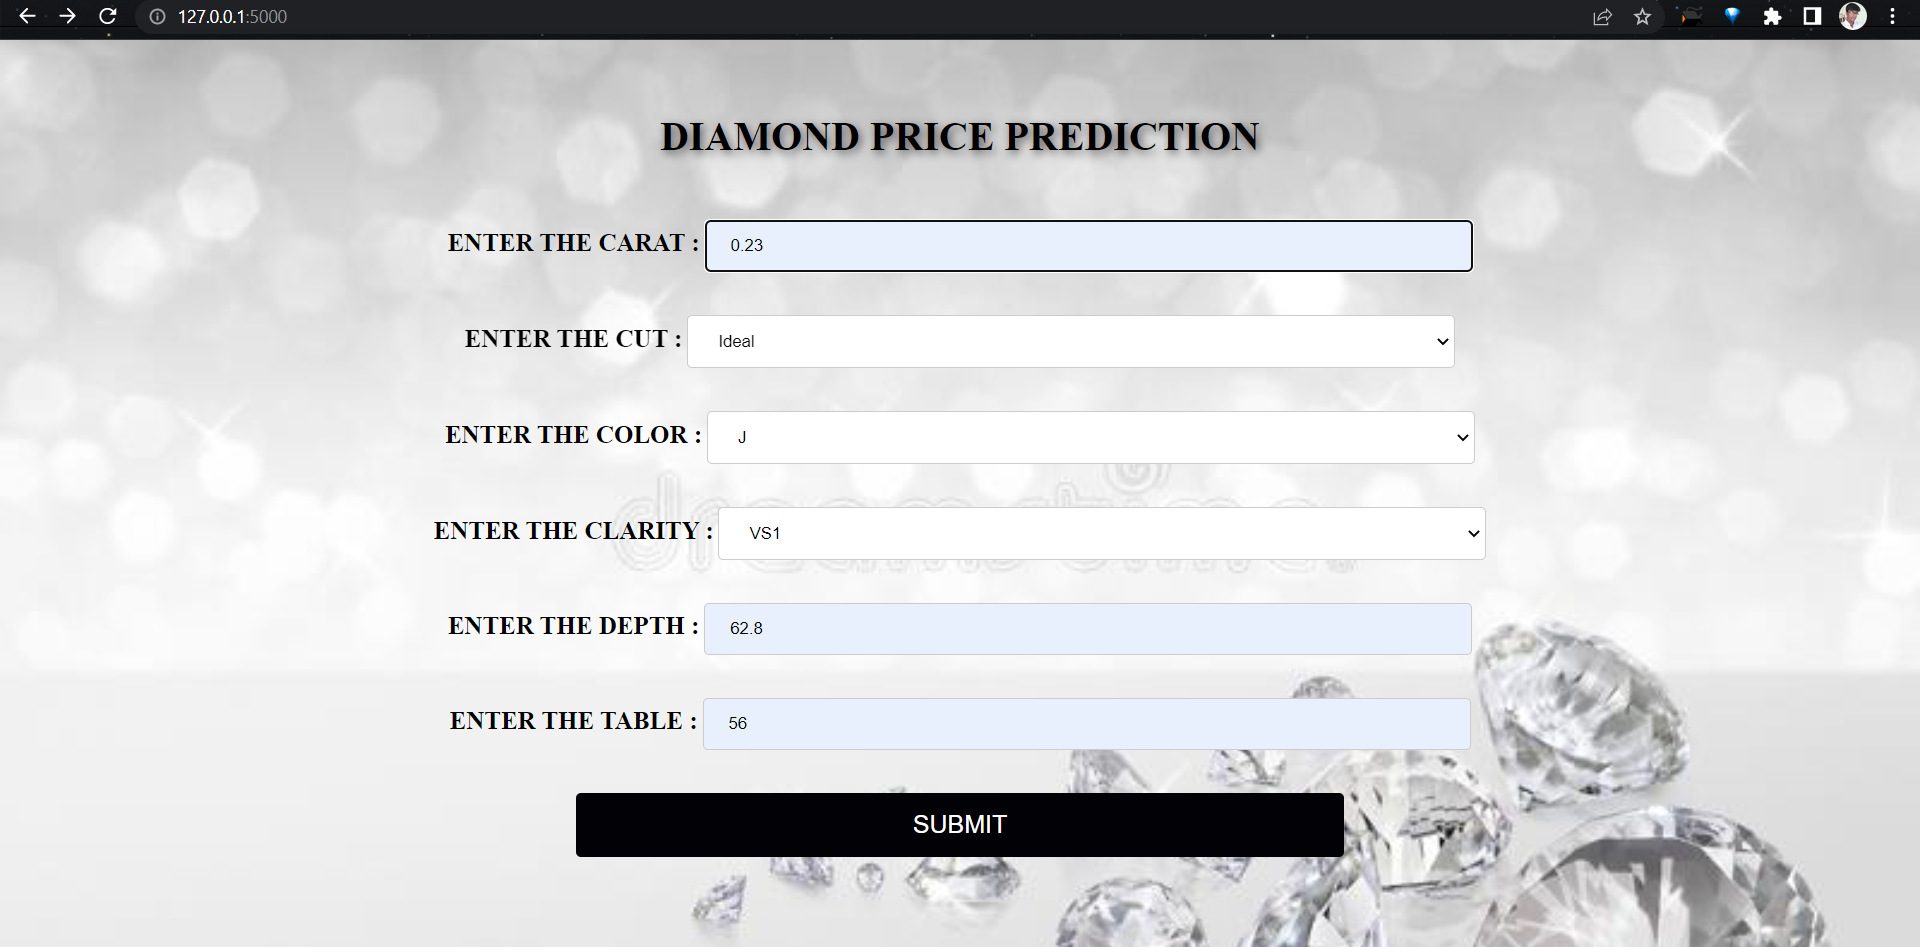 127.0.0.1:5000
DIAMOND PRICE PREDICTION
ENTER THE CARAT : 0.23
ENTER THE CUT : Ideal
ENTER THE COLOR : J
ENTER THE CLARITY : VS1
dreamstime.
ENTER THE DEPTH : 62.8
ENTER THE TABLE : 56
SUBMIT